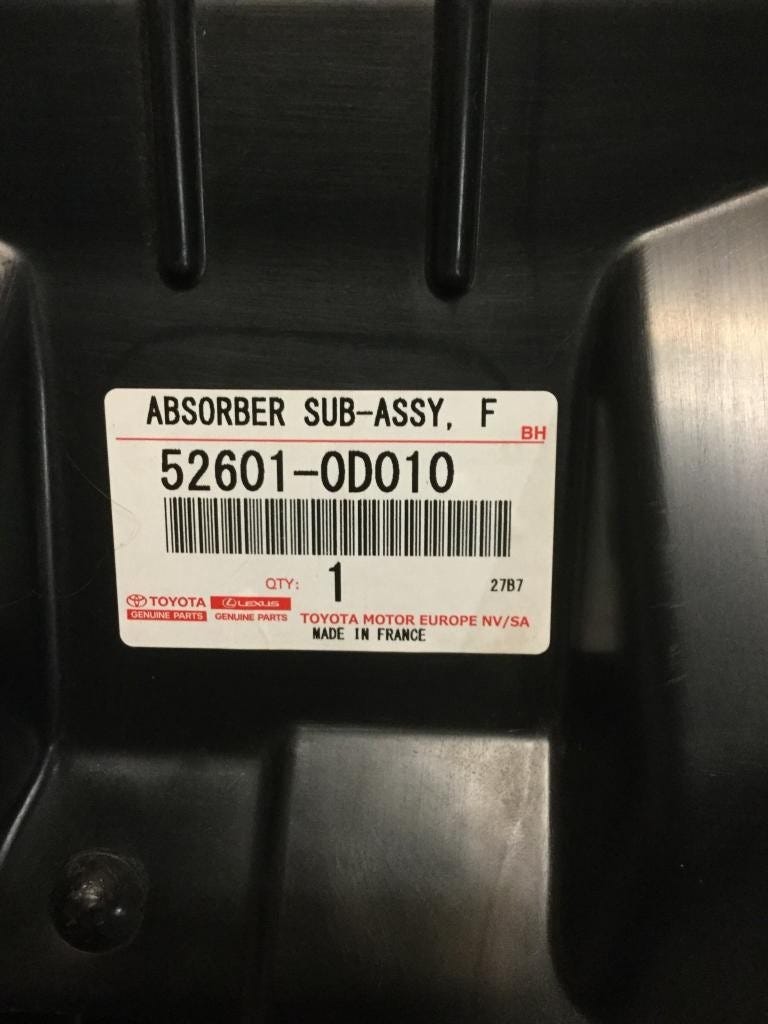 ABSORBER SUB-ASSY, F
BH
52601-0D010
QTY: 1 27B7
TOYOTA LEXUS
GENUINE PARTS GENUINE PARTS TOYOTA MOTOR EUROPE NV/SA
MADE IN FRANCE